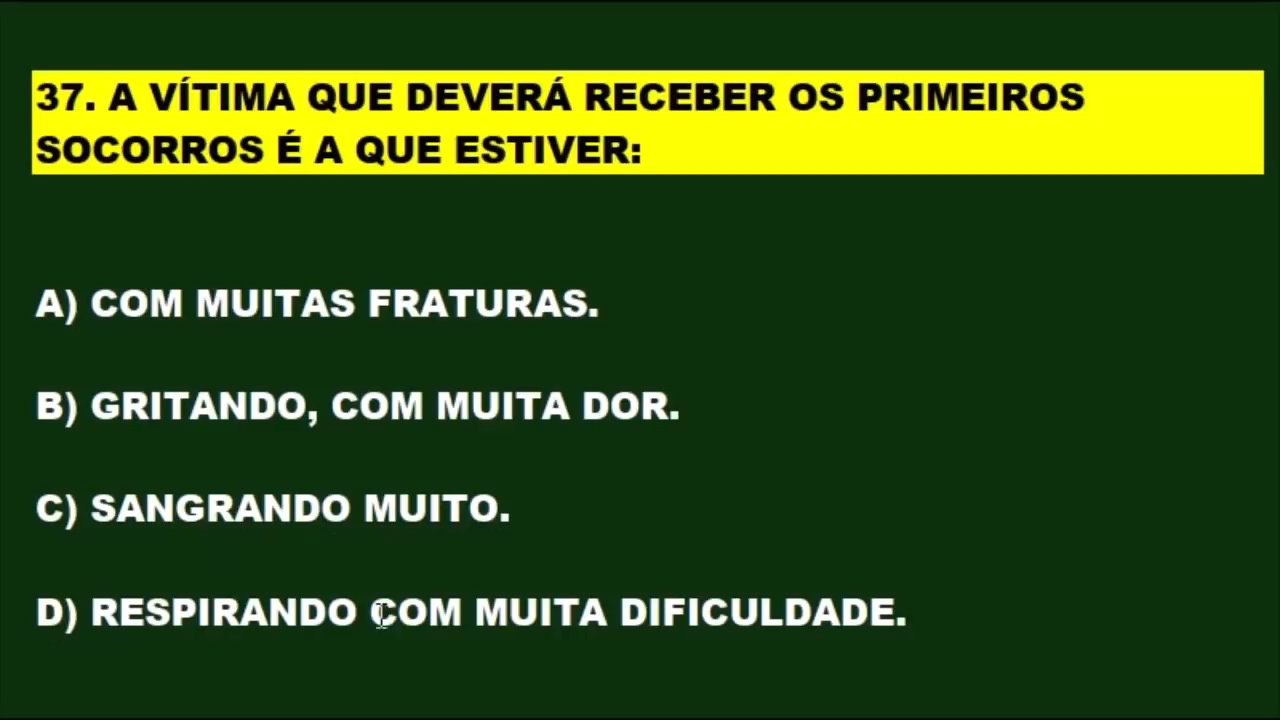 37. A VÍTIMA QUE DEVERÁ RECEBER OS PRIMEIROS
SOCORROS É A QUE ESTIVER:
A) COM MUITAS FRATURAS.
B) GRITANDO, COM MUITA DOR.
C) SANGRANDO MUITO.
D) RESPIRANDO COM MUITA DIFICULDADE.